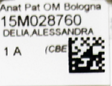 Anat Pat OM Bologna
15M028760
DELIA,ALESSANDRA
1 A (CBE